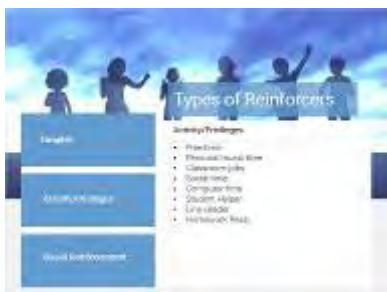 Types of Reinforcers
Tangible
Activity/Privileges
Social Reinforcement
Activity/Privileges
Free time
Classroom jobs
Social time
Computer time
Student Helper
Line Leader
Homework Pass